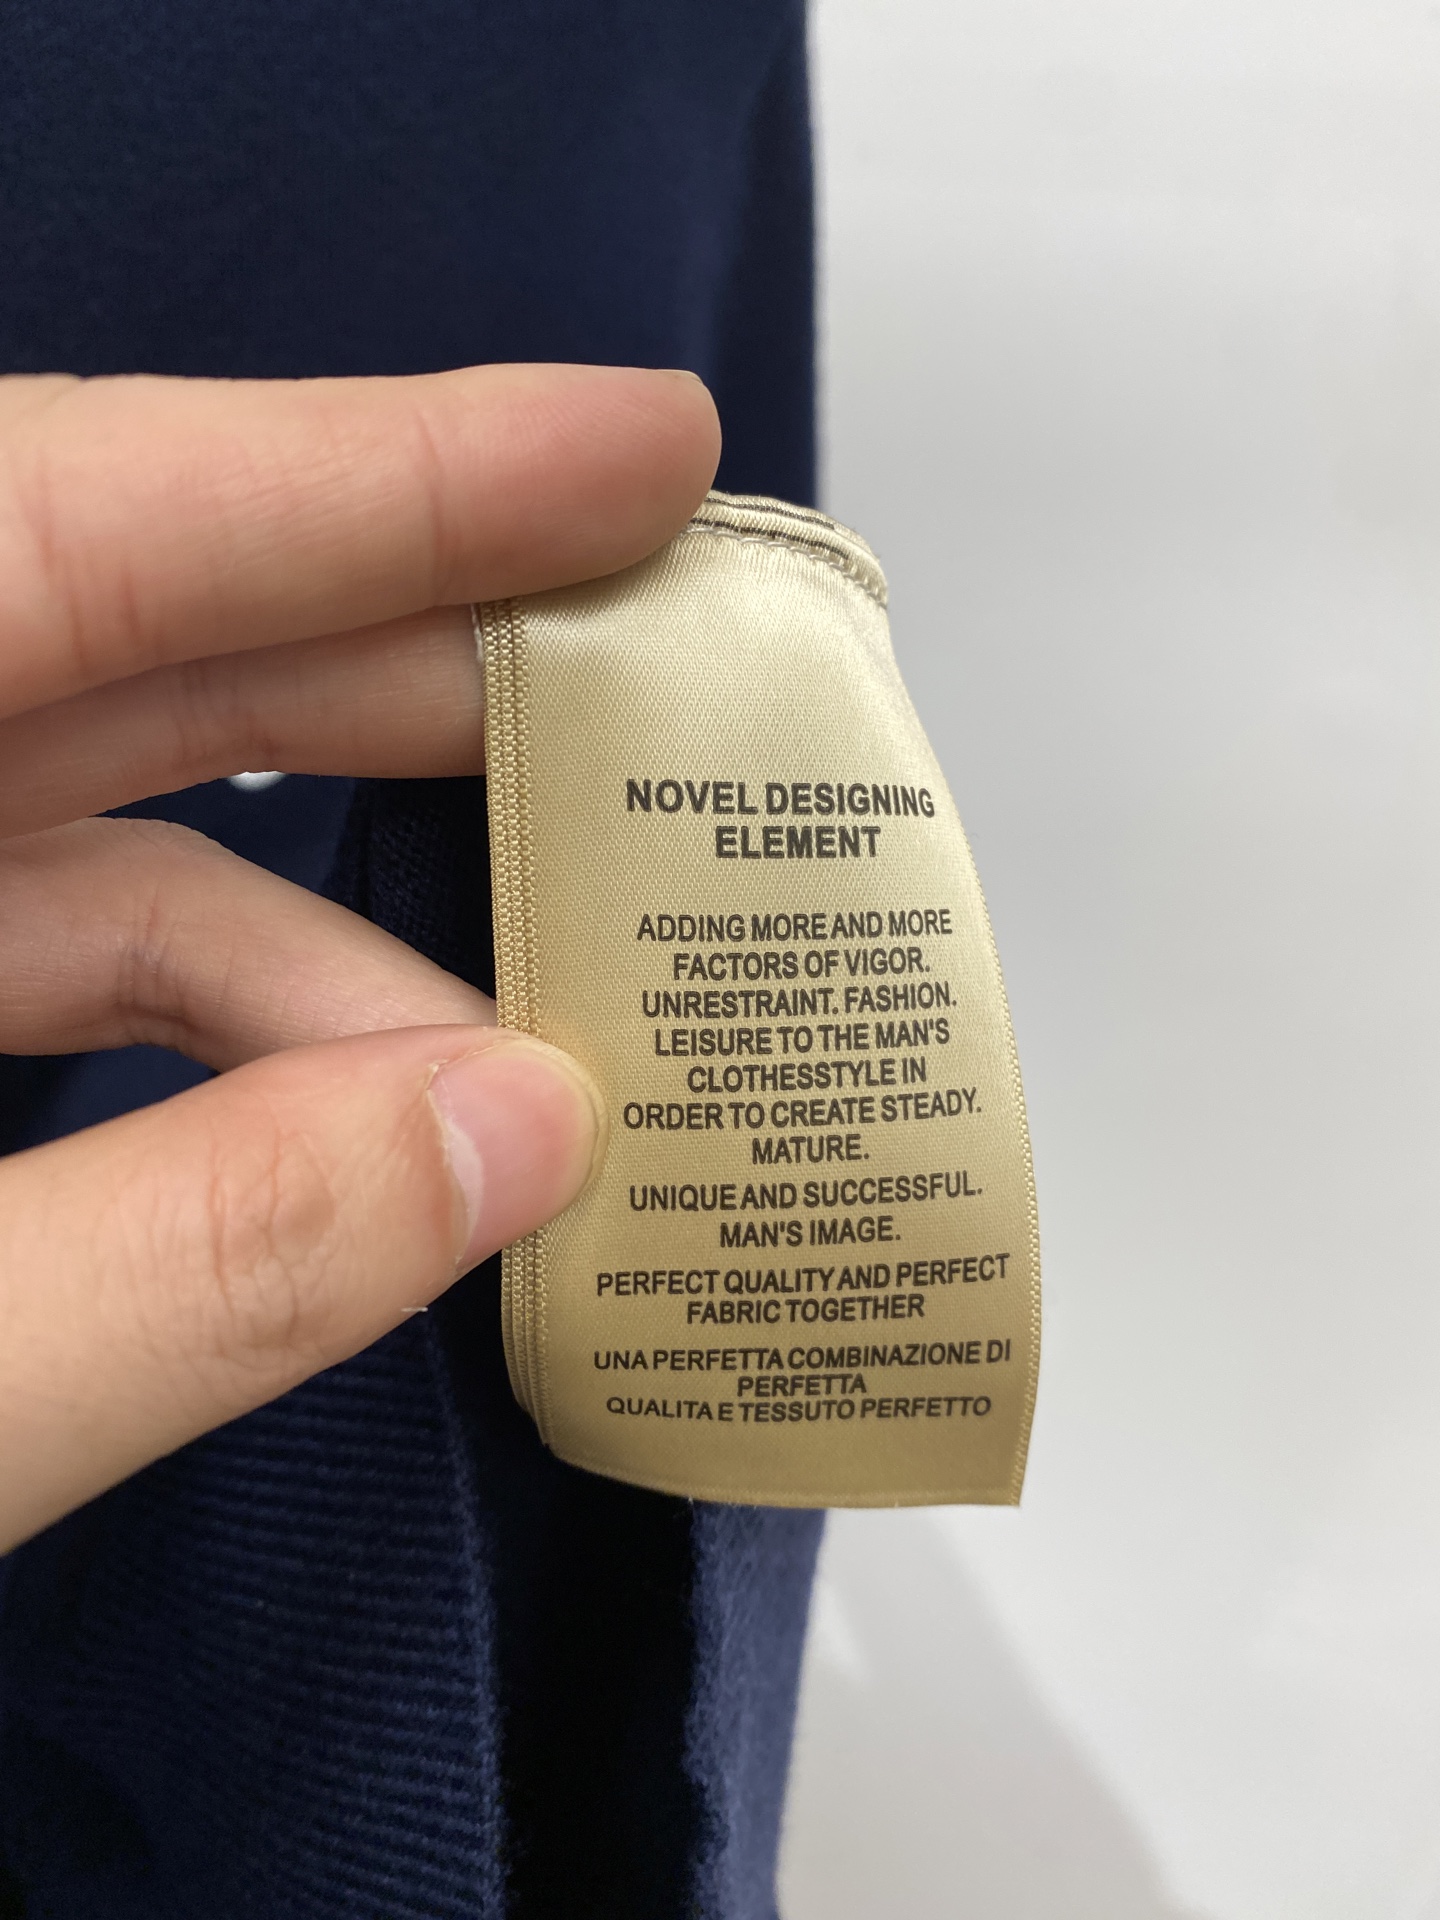 NOVEL DESIGNING
ELEMENT
ADDING MORE AND MORE
FACTORS OF VIGOR.
UNRESTRAINT. FASHION.
LEISURE TO THE MAN'S
CLOTHESSTYLE IN
ORDER TO CREATE STEADY.
MATURE.
UNIQUE AND SUCCESSFUL.
MAN'S IMAGE.
PERFECT QUALITY AND PERFECT
FABRIC TOGETHER
UNA PERFETTA COMBINAZIONE DI
PERFETTA
QUALITA E TESSUTO PERFETTO